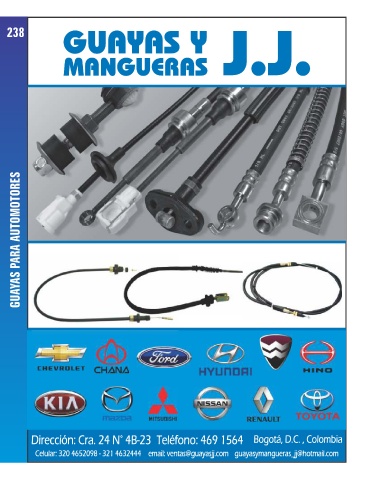 238
GUAYAS PARA AUTOMOTORES
GUAYAS Y
MANGUERAS J.J.
CHEVROLET CHANA Ford HYUNDAI HINO
KIA mazda MITSUBISHI NISSAN RENAULT TOYOTA
Dirección: Cra. 24 N° 4B-23 Teléfono: 469 1564 Bogotá, D.C. , Colombia
Celular: 320 4652098 - 321 4632444 email: ventas@guayasjj.com guayasymangueras_jj@hotmail.com